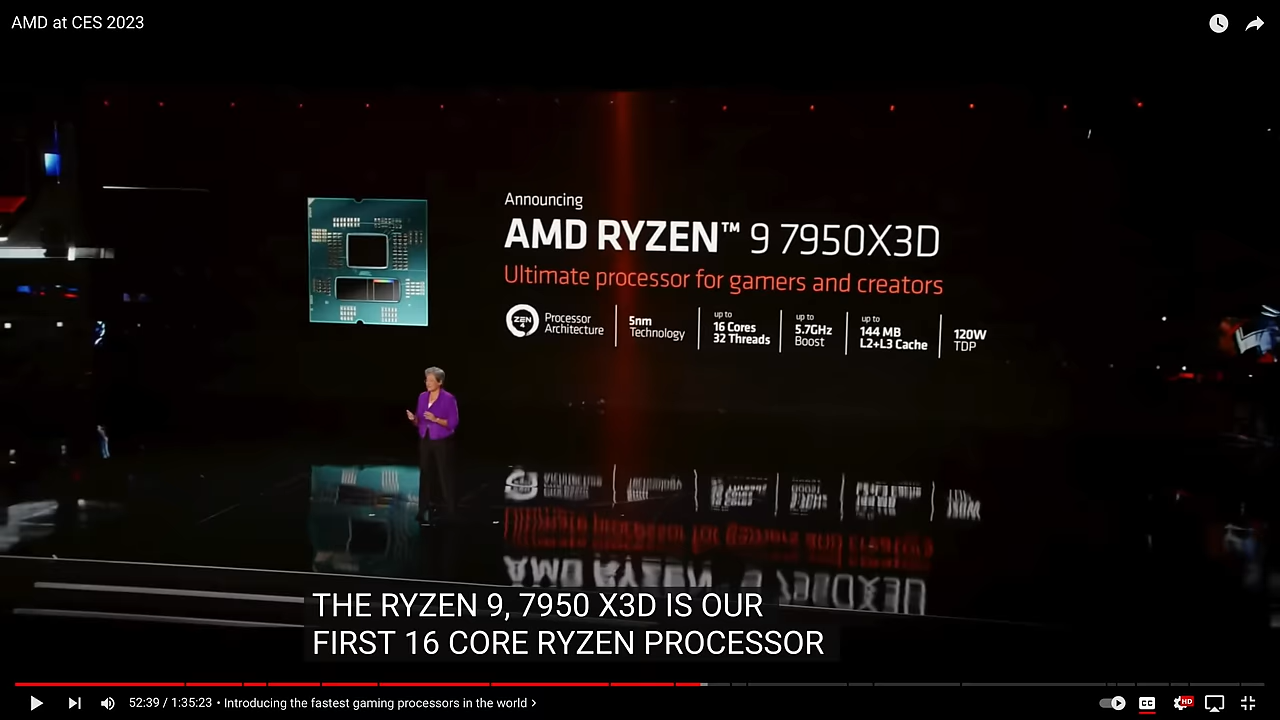 AMD at CES 2023
Announcing
AMD RYZEN™ 9 7950X3D
Ultimate processor for gamers and creators
ZEN 4
Processor
Architecture
5nm
Technology
up to
16 Cores
32 Threads
up to
5.7GHz
Boost
up to
144 MB
L2+L3 Cache
120W
TDP
THE RYZEN 9, 7950 X3D IS OUR
FIRST 16 CORE RYZEN PROCESSOR
52:39 / 1:35:23 • Introducing the fastest gaming processors in the world >
CC
HD